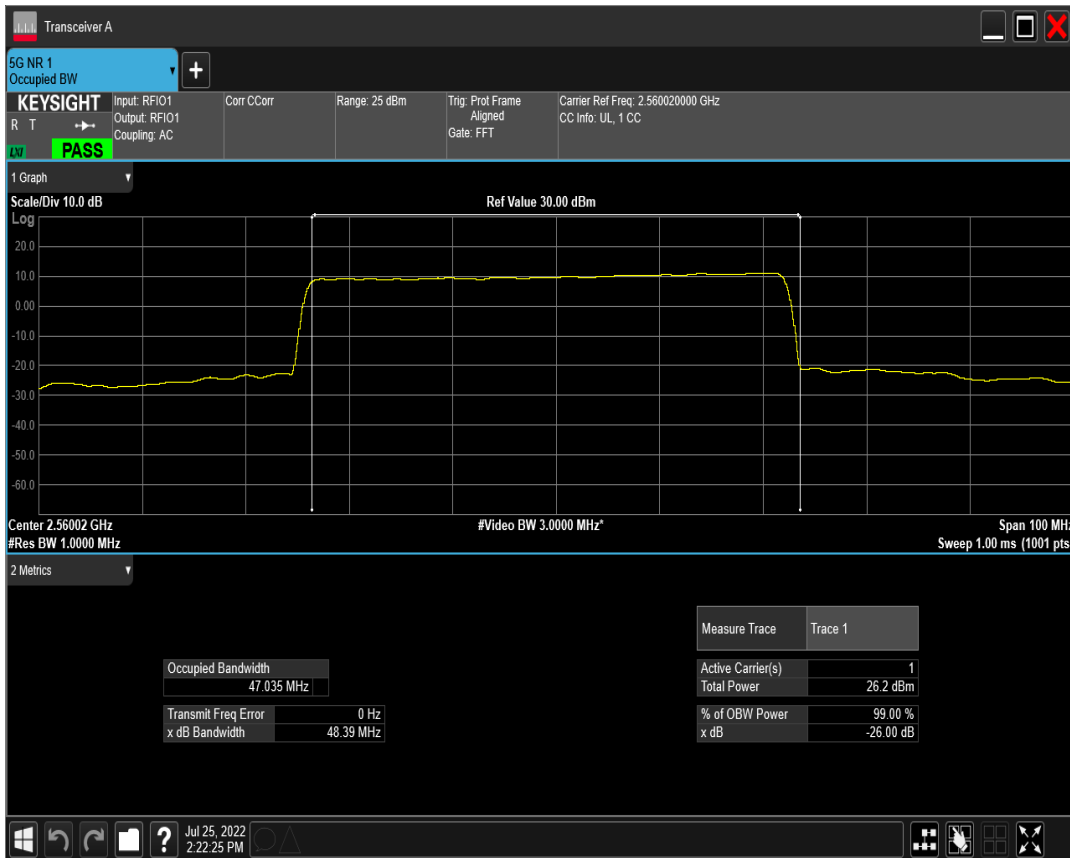 Transceiver A
5G NR 1
Occupied BW
+
KEYSIGHT
R T
LXI
PASS
Input: RFIO1
Output: RFIO1
Coupling: AC
Corr CCorr
Range: 25 dBm
Trig: Prot Frame
Aligned
Gate: FFT
Carrier Ref Freq: 2.560020000 GHz
CC Info: UL, 1 CC
1 Graph
Scale/Div 10.0 dB
Ref Value 30.00 dBm
Log
20.0
10.0
0.00
-10.0
-20.0
-30.0
-40.0
-50.0
-60.0
Center 2.56002 GHz
#Video BW 3.0000 MHz*
Span 100 MHz
#Res BW 1.0000 MHz
Sweep 1.00 ms (1001 pts
2 Metrics
Measure Trace Trace 1
Occupied Bandwidth
47.035 MHz
Active Carrier(s) 1
Total Power 26.2 dBm
Transmit Freq Error 0 Hz
x dB Bandwidth 48.39 MHz
% of OBW Power 99.00 %
x dB -26.00 dB
?
Jul 25, 2022
2:22:25 PM